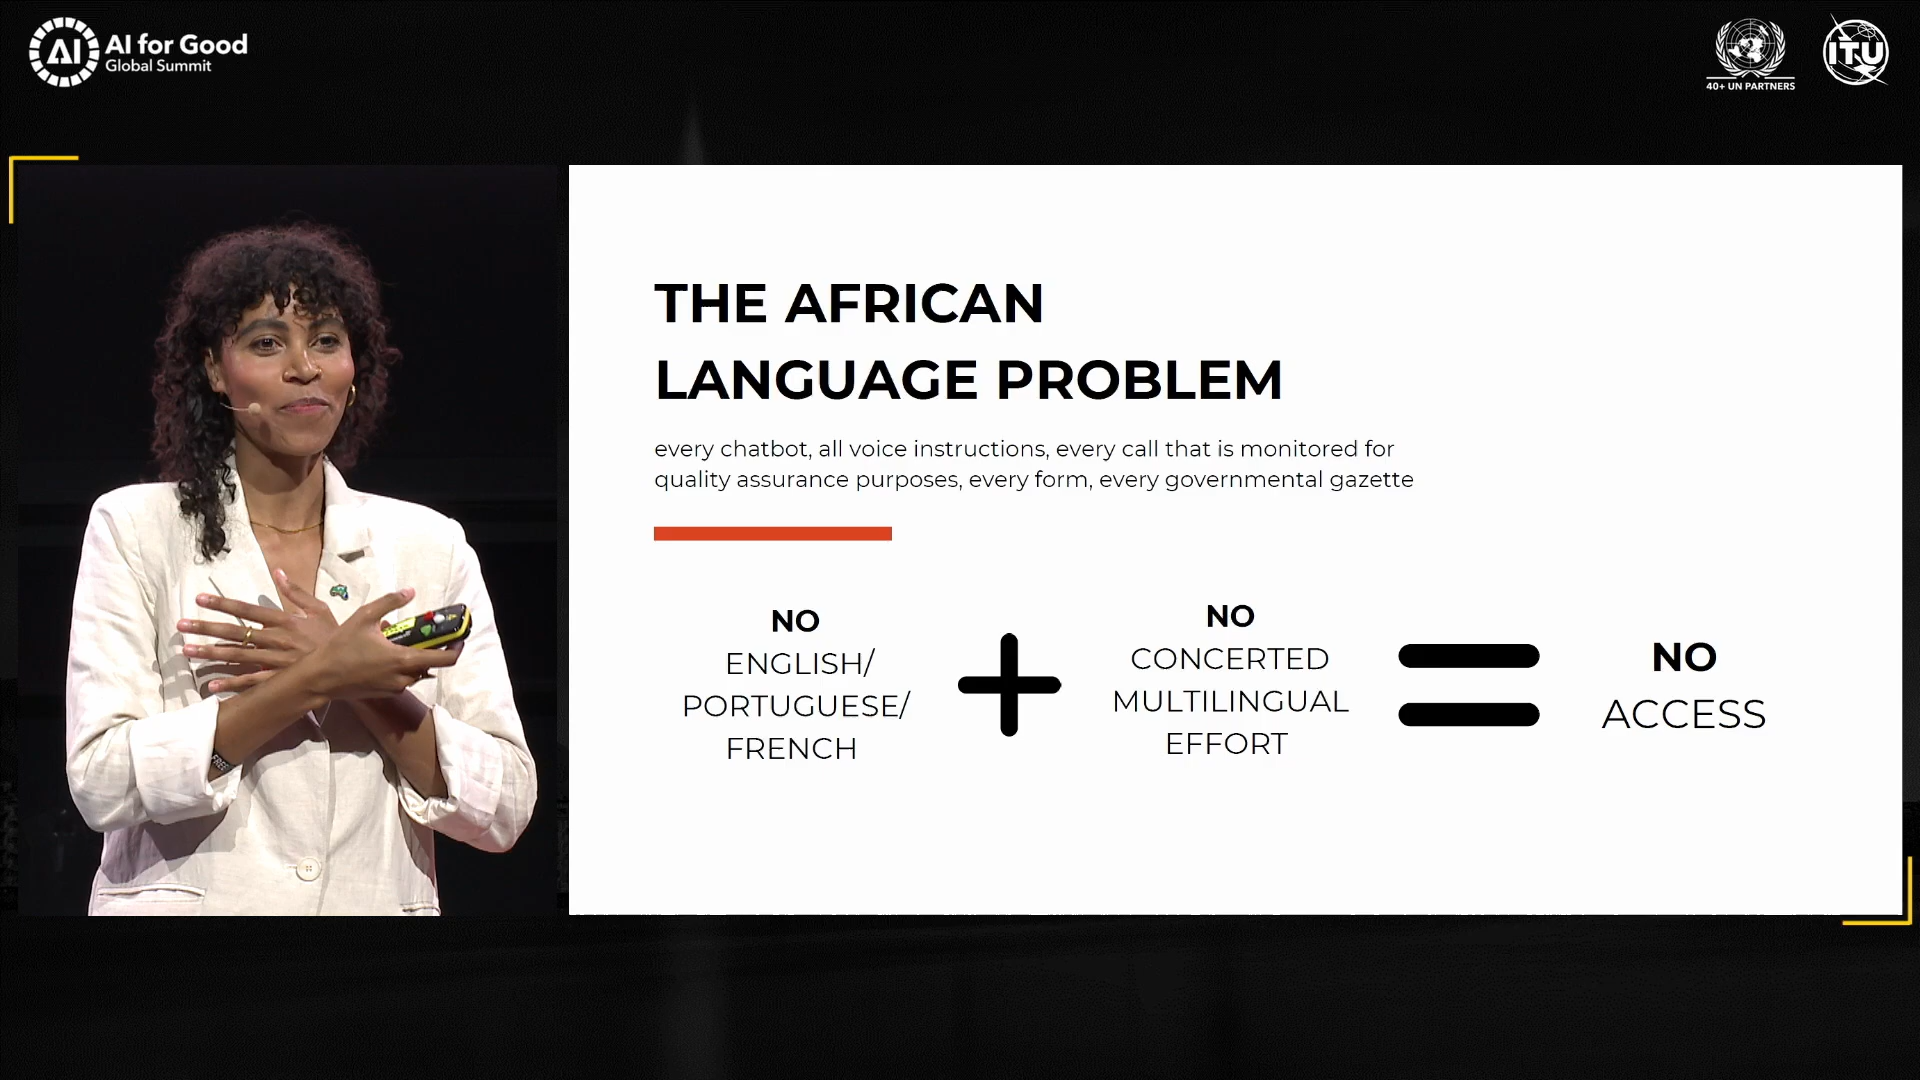 AI
AI for Good
Global Summit
40+ UN PARTNERS
ITU
THE AFRICAN
LANGUAGE PROBLEM
every chatbot, all voice instructions, every call that is monitored for
quality assurance purposes, every form, every governmental gazette
NO
ENGLISH/
PORTUGUESE/
FRENCH
NO
CONCERTED
MULTILINGUAL
EFFORT
NO
ACCESS